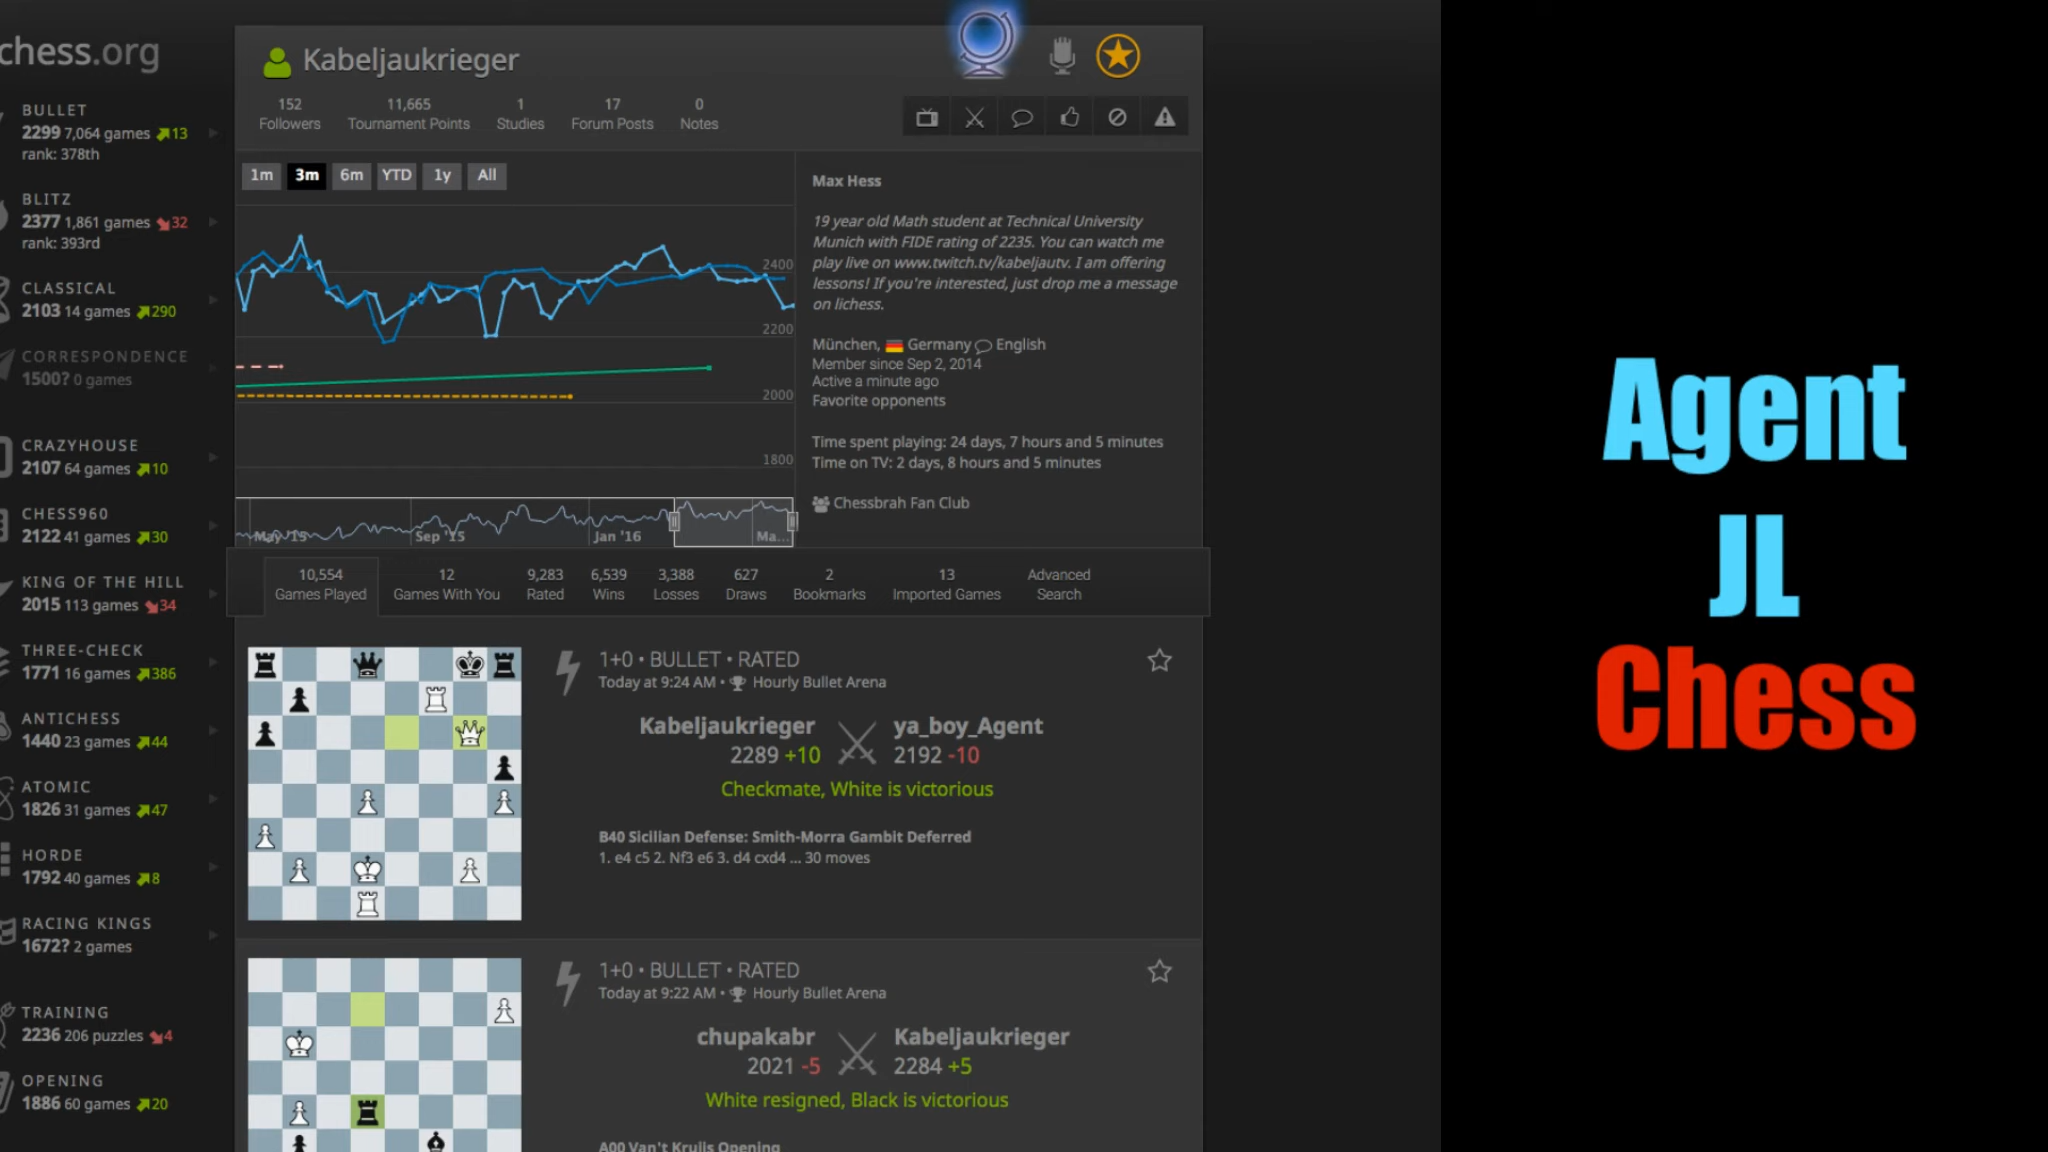 chess.org
Kabeljaukrieger
152
Followers
11,665
Tournament Points
1
Studies
17
Forum Posts
0
Notes
BULLET
2299 7,064 games 13
rank: 378th
BLITZ
2377 1,861 games 32
rank: 393rd
CLASSICAL
2103 14 games 290
CORRESPONDENCE
1500? 0 games
CRAZYHOUSE
2107 64 games 10
CHESS960
2122 41 games 30
KING OF THE HILL
2015 113 games 34
THREE-CHECK
1771 16 games 386
ANTICHESS
1440 23 games 44
ATOMIC
1826 31 games 47
HORDE
1792 40 games 8
RACING KINGS
1672? 2 games
TRAINING
2236 206 puzzles 4
OPENING
1886 60 games 20
1m 3m 6m YTD 1y All
2400
2200
2000
1800
May '15 Sep '15 Jan '16 Ma...
Max Hess
19 year old Math student at Technical University
Munich with FIDE rating of 2235. You can watch me
play live on www.twitch.tv/kabeljautv. I am offering
lessons! If you're interested, just drop me a message
on lichess.
München, Germany English
Member since Sep 2, 2014
Active a minute ago
Favorite opponents
Time spent playing: 24 days, 7 hours and 5 minutes
Time on TV: 2 days, 8 hours and 5 minutes
Chessbrah Fan Club
10,554
Games Played
12
Games With You
9,283
Rated
6,539
Wins
3,388
Losses
627
Draws
2
Bookmarks
13
Imported Games
Advanced
Search
1+0 • BULLET • RATED
Today at 9:24 AM • Hourly Bullet Arena
Kabeljaukrieger ya_boy_Agent
2289 +10 2192 -10
Checkmate, White is victorious
B40 Sicilian Defense: Smith-Morra Gambit Deferred
1. e4 c5 2. Nf3 e6 3. d4 cxd4 ... 30 moves
1+0 • BULLET • RATED
Today at 9:22 AM • Hourly Bullet Arena
chupakabr Kabeljaukrieger
2021 -5 2284 +5
White resigned, Black is victorious
A00 Van't Kruijs Opening
Agent
JL
Chess